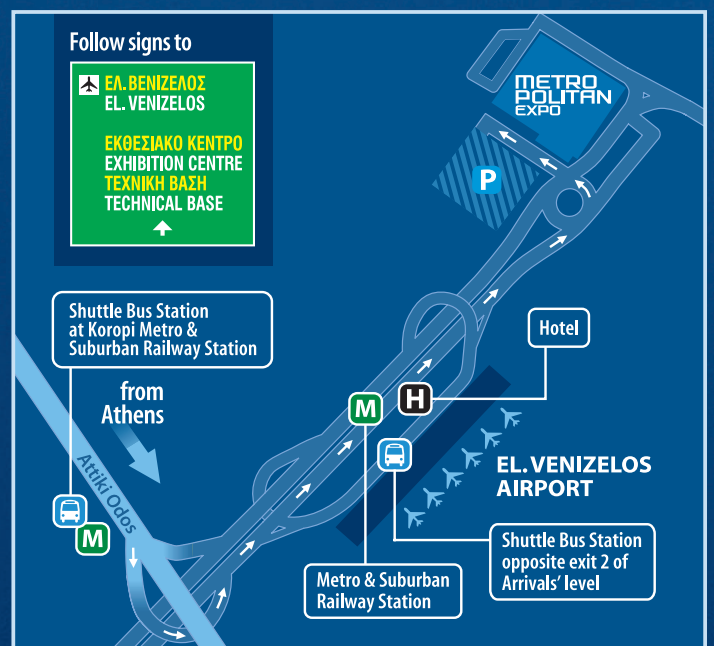 Follow signs to
ΕΛ. ΒΕΝΙΖΕΛΟΣ
EL. VENIZELOS
ΕΚΘΕΣΙΑΚΟ ΚΕΝΤΡΟ
EXHIBITION CENTRE
ΤΕΧΝΙΚΗ ΒΑΣΗ
TECHNICAL BASE
METRO
POLITAN
EXPO
P
Shuttle Bus Station
at Koropi Metro &
Suburban Railway Station
Hotel
from
Athens
H
M
Attiki Odos
M
EL. VENIZELOS
AIRPORT
Shuttle Bus Station
opposite exit 2 of
Arrivals' level
Metro & Suburban
Railway Station